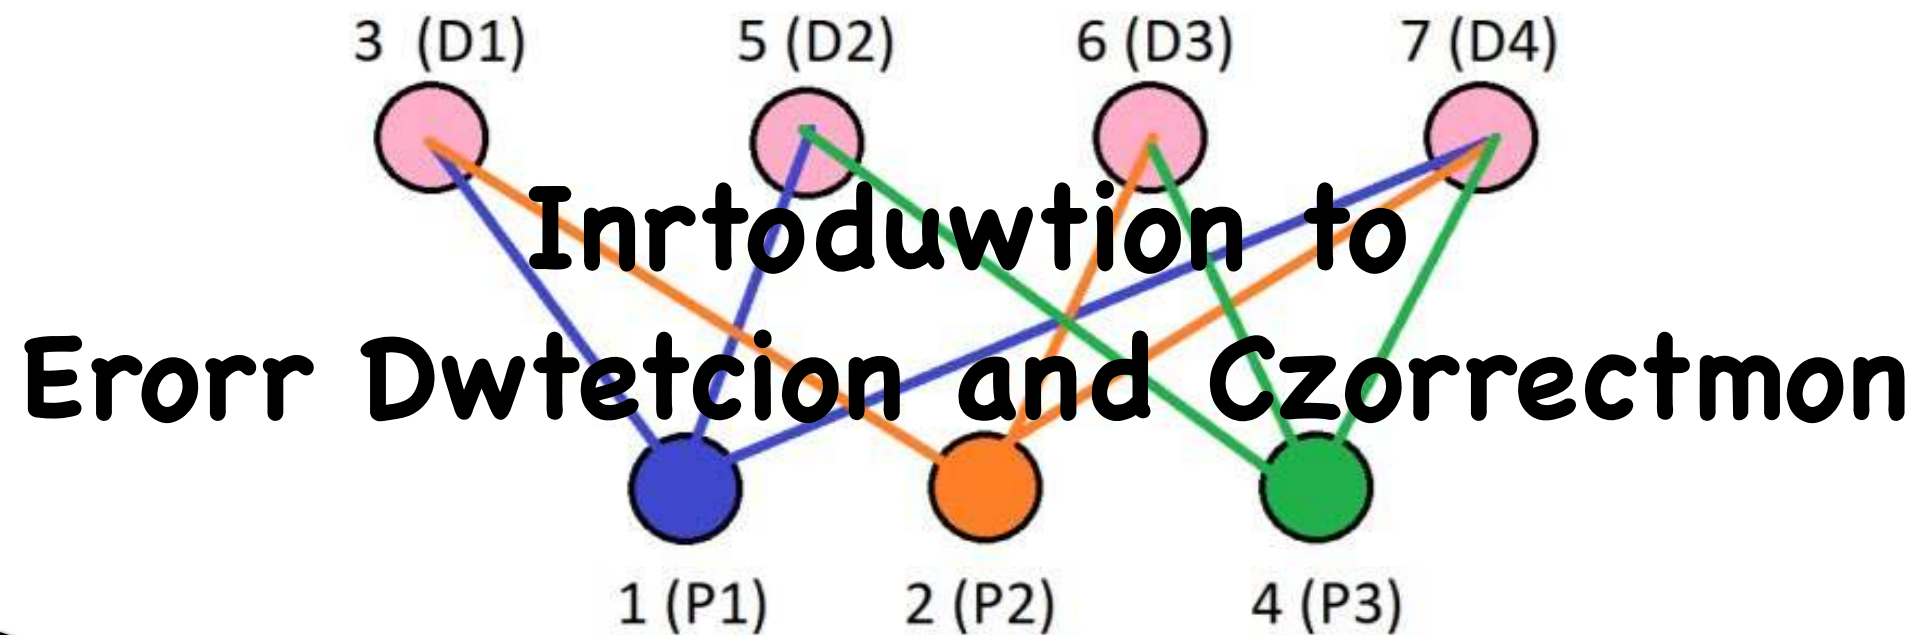 3 (D1) 5 (D2) 6 (D3) 7 (D4)
Inrtoduwtion to
Erorr Dwtetcion and Czorrectmon
1 (P1) 2 (P2) 4 (P3)